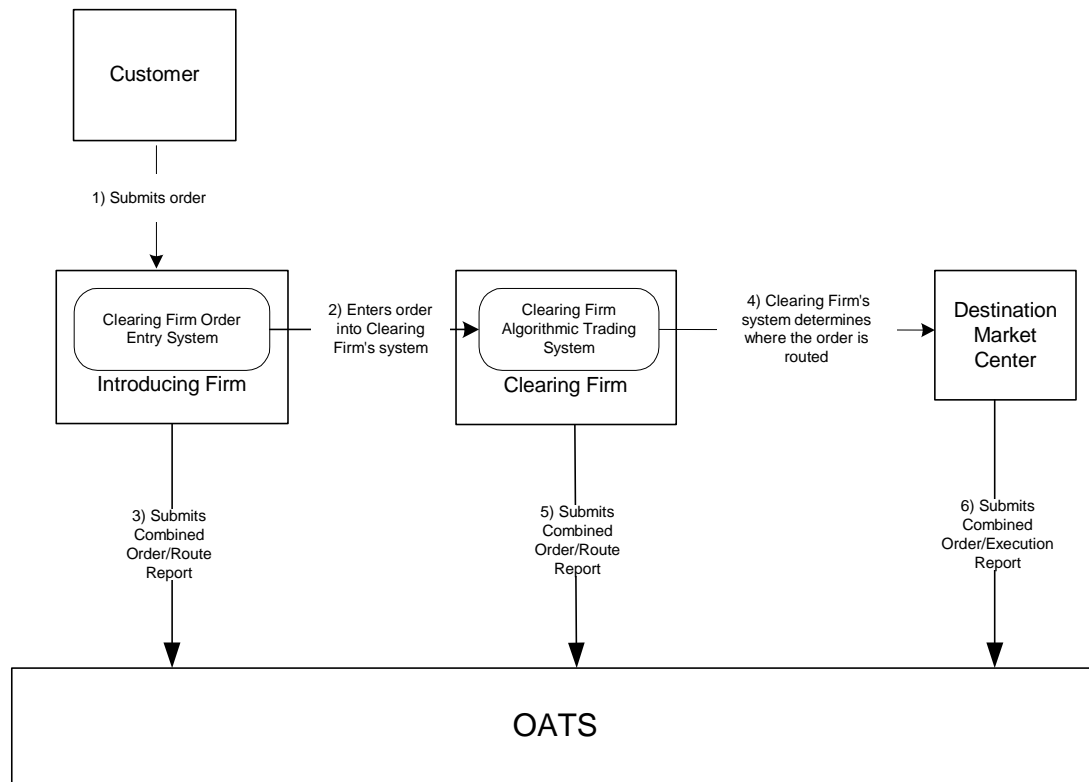 Customer
1) Submits order
Clearing Firm Order
Entry System
Introducing Firm
2) Enters order
into Clearing
Firm's system
Clearing Firm
Algorithmic Trading
System
Clearing Firm
4) Clearing Firm's
system determines
where the order is
routed
Destination
Market
Center
3) Submits
Combined
Order/Route
Report
5) Submits
Combined
Order/Route
Report
6) Submits
Combined
Order/Execution
Report
OATS